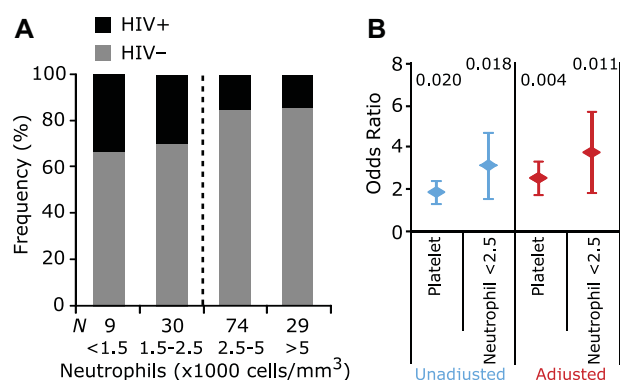 A
HIV+
HIV−
100
80
60
40
20
0
Frequency (%)
N 9 30 74 29
<1.5 1.5–2.5 2.5–5 >5
Neutrophils (x1000 cells/mm³)
B
0.020 0.018 0.004 0.011
8
6
4
2
0
Odds Ratio
Platelet
Neutrophil <2.5
Platelet
Neutrophil <2.5
Unadjusted Adjusted